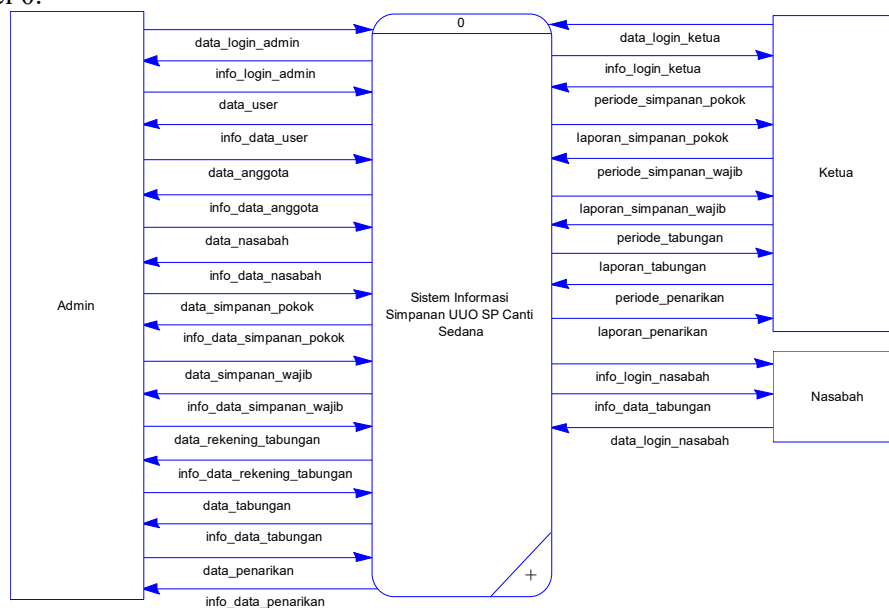 0
data_login_admin
info_login_admin
data_user
info_data_user
data_anggota
info_data_anggota
data_nasabah
info_data_nasabah
data_simpanan_pokok
info_data_simpanan_pokok
data_simpanan_wajib
info_data_simpanan_wajib
data_rekening_tabungan
info_data_rekening_tabungan
data_tabungan
info_data_tabungan
data_penarikan
info_data_penarikan
Admin
Sistem Informasi
Simpanan UUO SP Canti
Sedana
+
data_login_ketua
info_login_ketua
periode_simpanan_pokok
laporan_simpanan_pokok
periode_simpanan_wajib
laporan_simpanan_wajib
periode_tabungan
laporan_tabungan
periode_penarikan
laporan_penarikan
Ketua
info_login_nasabah
info_data_tabungan
data_login_nasabah
Nasabah